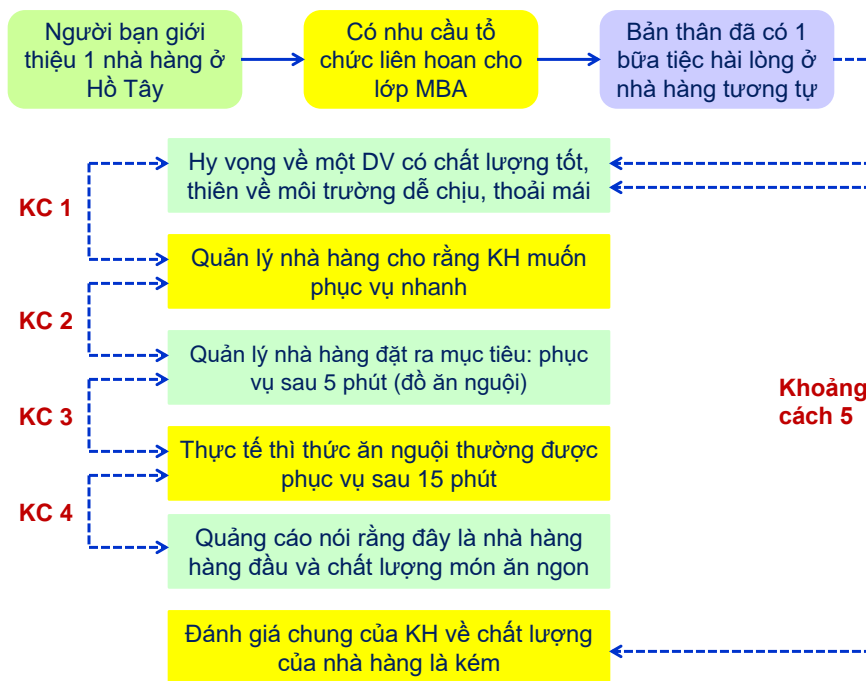 Người bạn giới
thiệu 1 nhà hàng ở
Hồ Tây
Có nhu cầu tổ
chức liên hoan cho
lớp MBA
Bản thân đã có 1
bữa tiệc hài lòng ở
nhà hàng tương tự
Hy vọng về một DV có chất lượng tốt,
thiên về môi trường dễ chịu, thoải mái
KC 1
Quản lý nhà hàng cho rằng KH muốn
phục vụ nhanh
KC 2
Quản lý nhà hàng đặt ra mục tiêu: phục
vụ sau 5 phút (đồ ăn nguội)
Khoảng
cách 5
KC 3
Thực tế thì thức ăn nguội thường được
phục vụ sau 15 phút
KC 4
Quảng cáo nói rằng đây là nhà hàng
hàng đầu và chất lượng món ăn ngon
Đánh giá chung của KH về chất lượng
của nhà hàng là kém